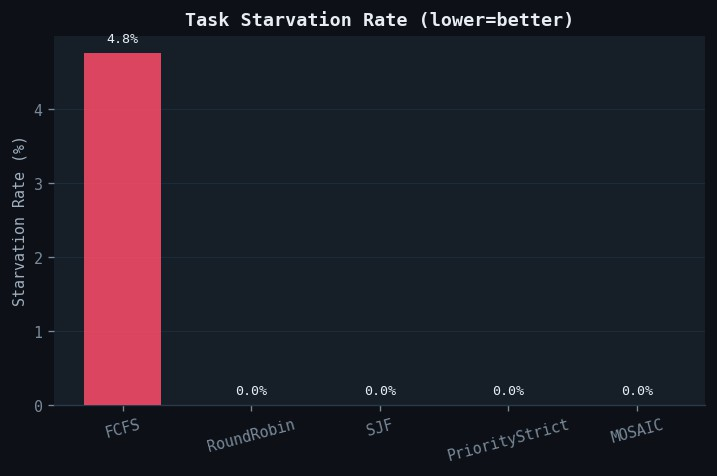 Task Starvation Rate (lower=better)
4.8%
4
3
2
1
0
Starvation Rate (%)
0.0%
0.0%
0.0%
0.0%
FCFS
RoundRobin
SJF
PriorityStrict
MOSAIC